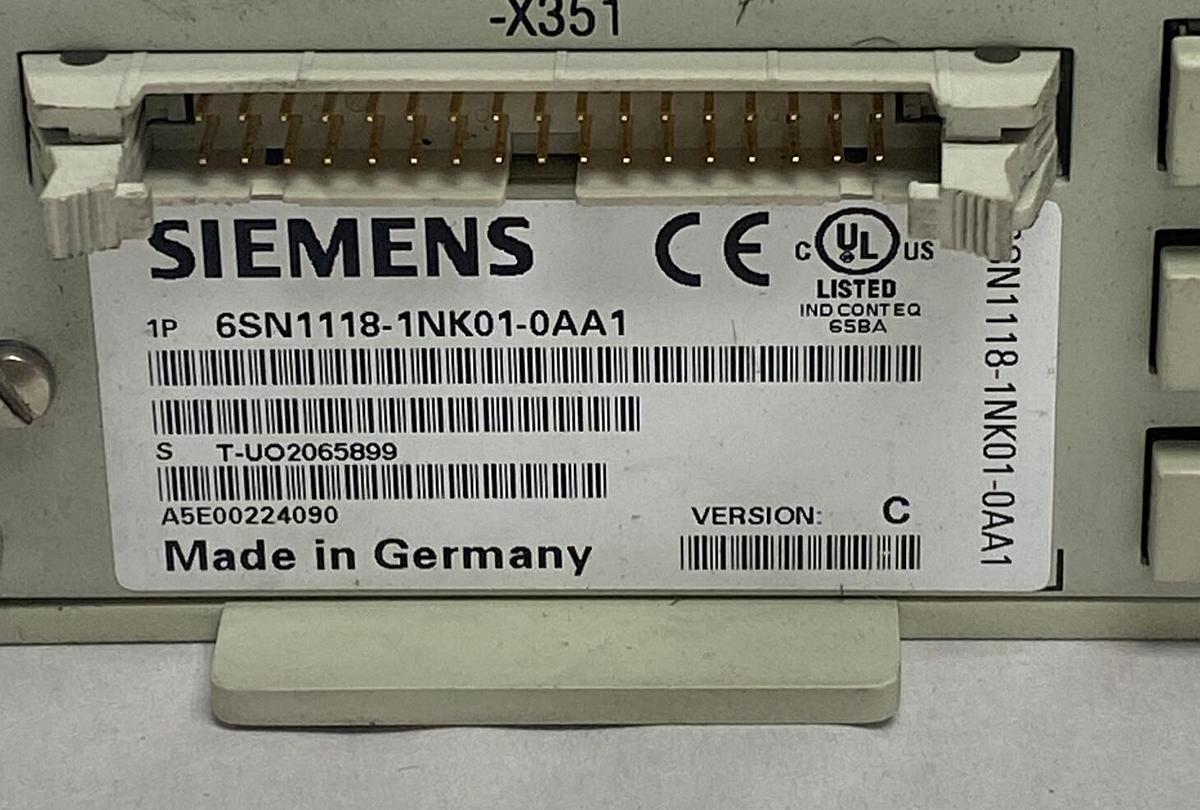 -X351
SIEMENS
CE
C UL US
LISTED
IND CONT EQ
65BA
1P 6SN1118-1NK01-0AA1
S T-UO2065899
A5E00224090
VERSION: C
Made in Germany
SN1118-1NK01-0AA1